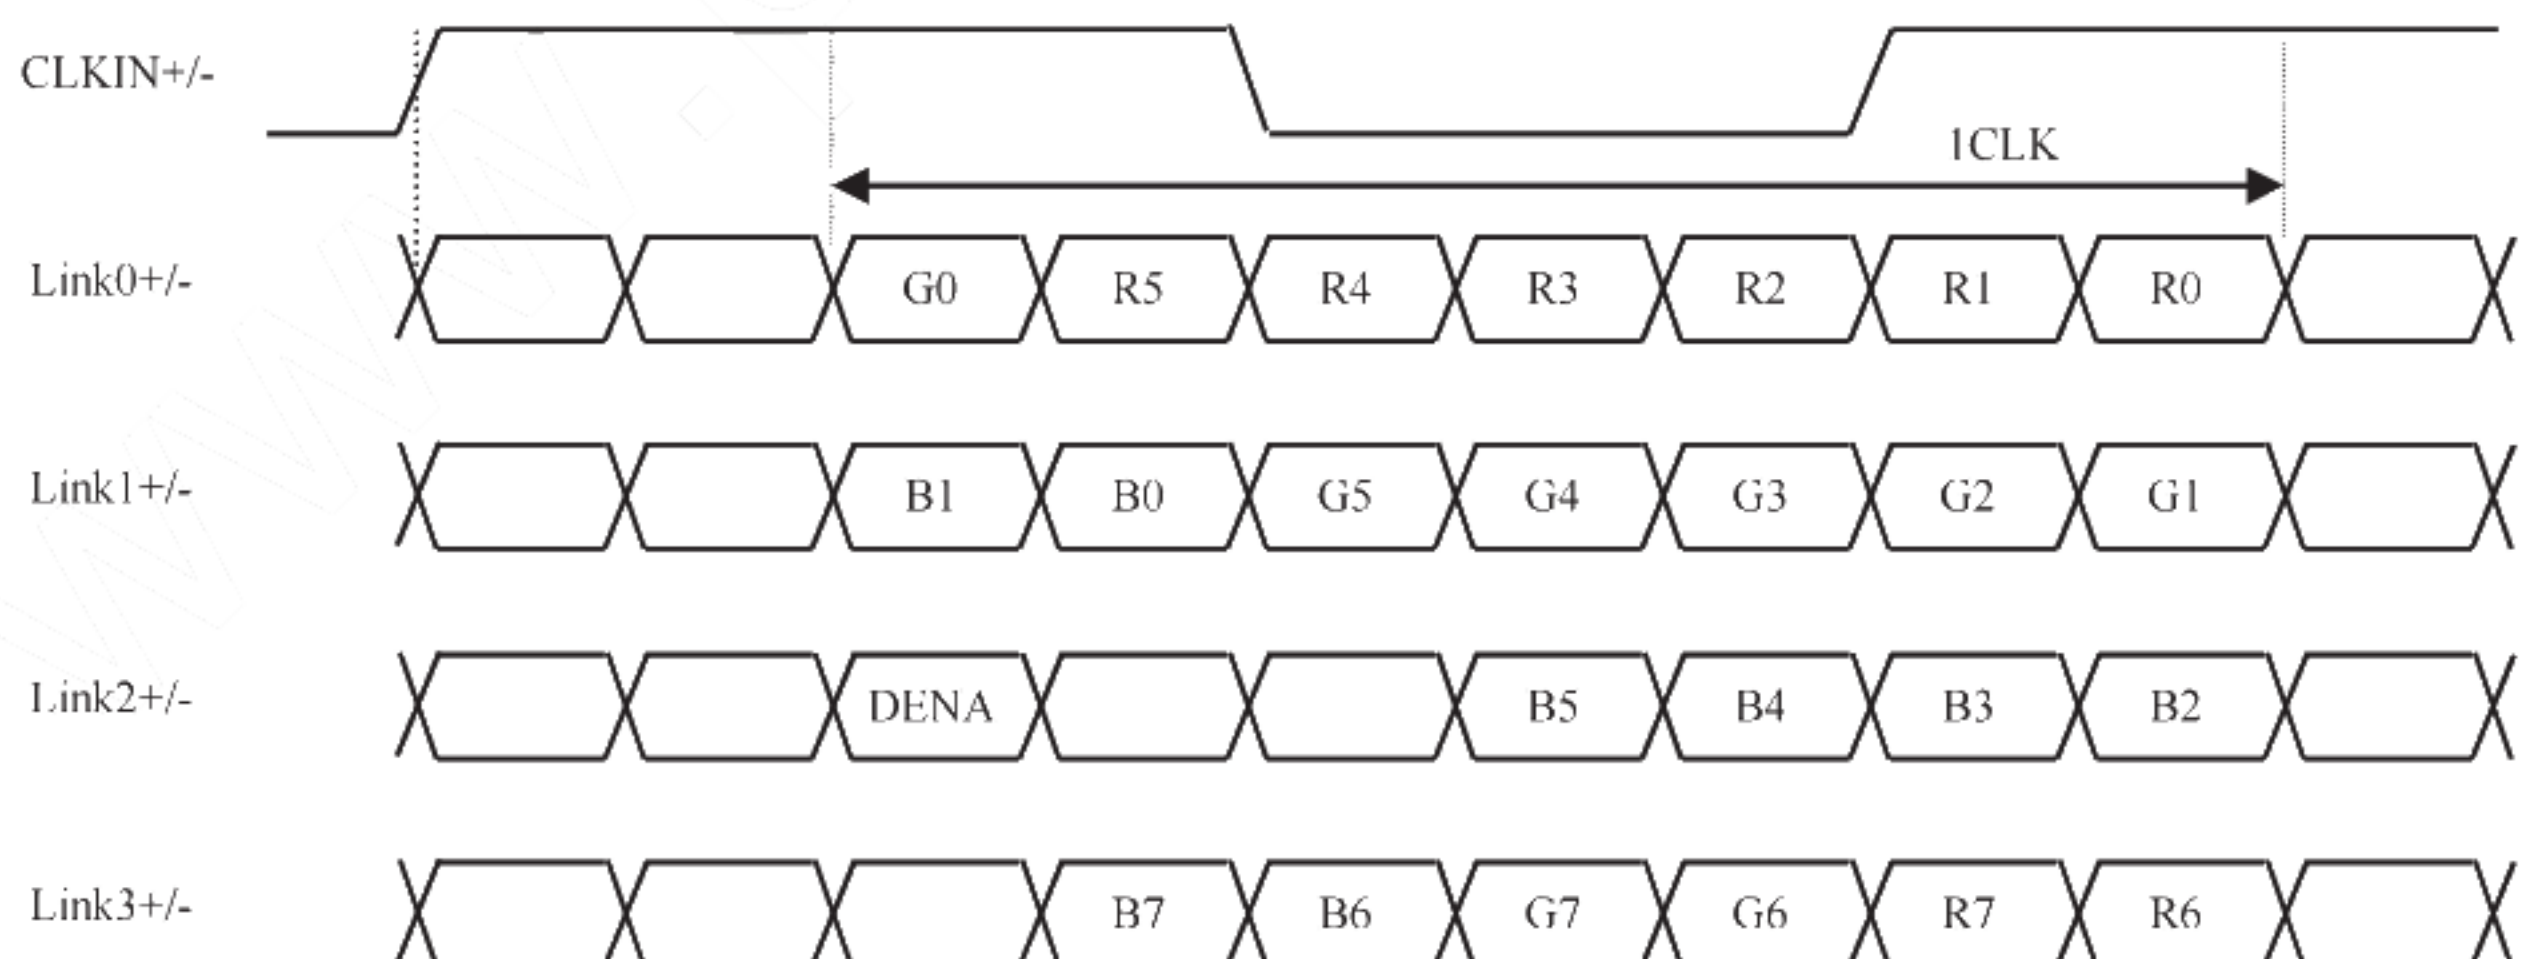 CLKIN+/-
1CLK
Link0+/- G0 R5 R4 R3 R2 R1 R0
Link1+/- B1 B0 G5 G4 G3 G2 G1
Link2+/- DENA B5 B4 B3 B2
Link3+/- B7 B6 G7 G6 R7 R6